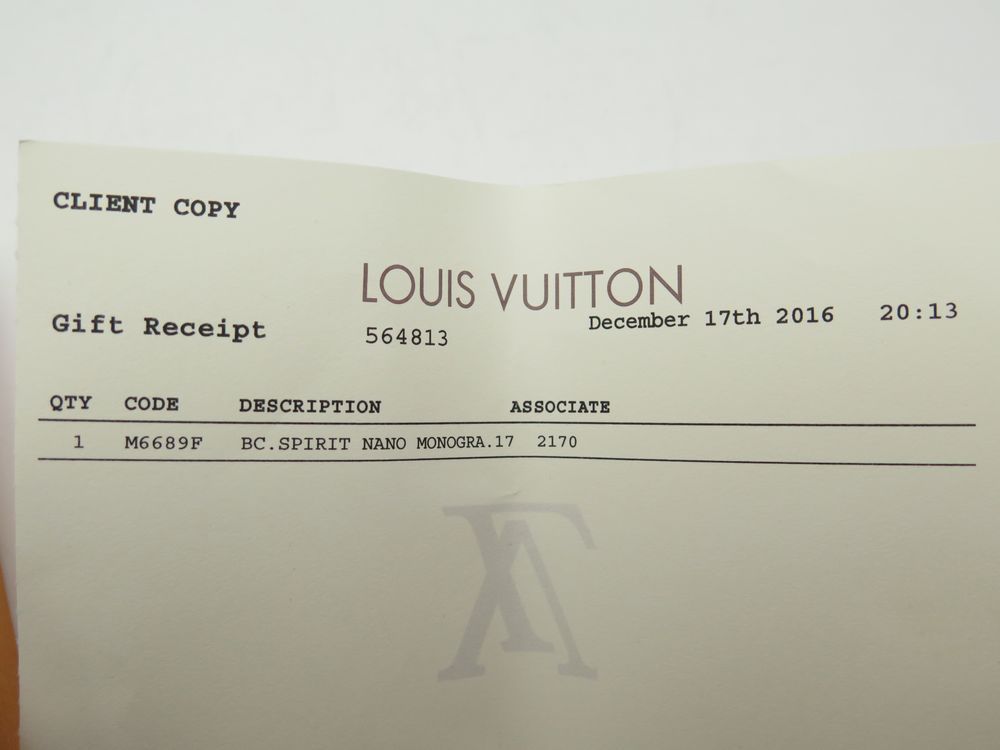 CLIENT COPY
LOUIS VUITTON
Gift Receipt 564813 December 17th 2016 20:13
QTY CODE DESCRIPTION ASSOCIATE
1 M6689F BC.SPIRIT NANO MONOGRA.17 2170